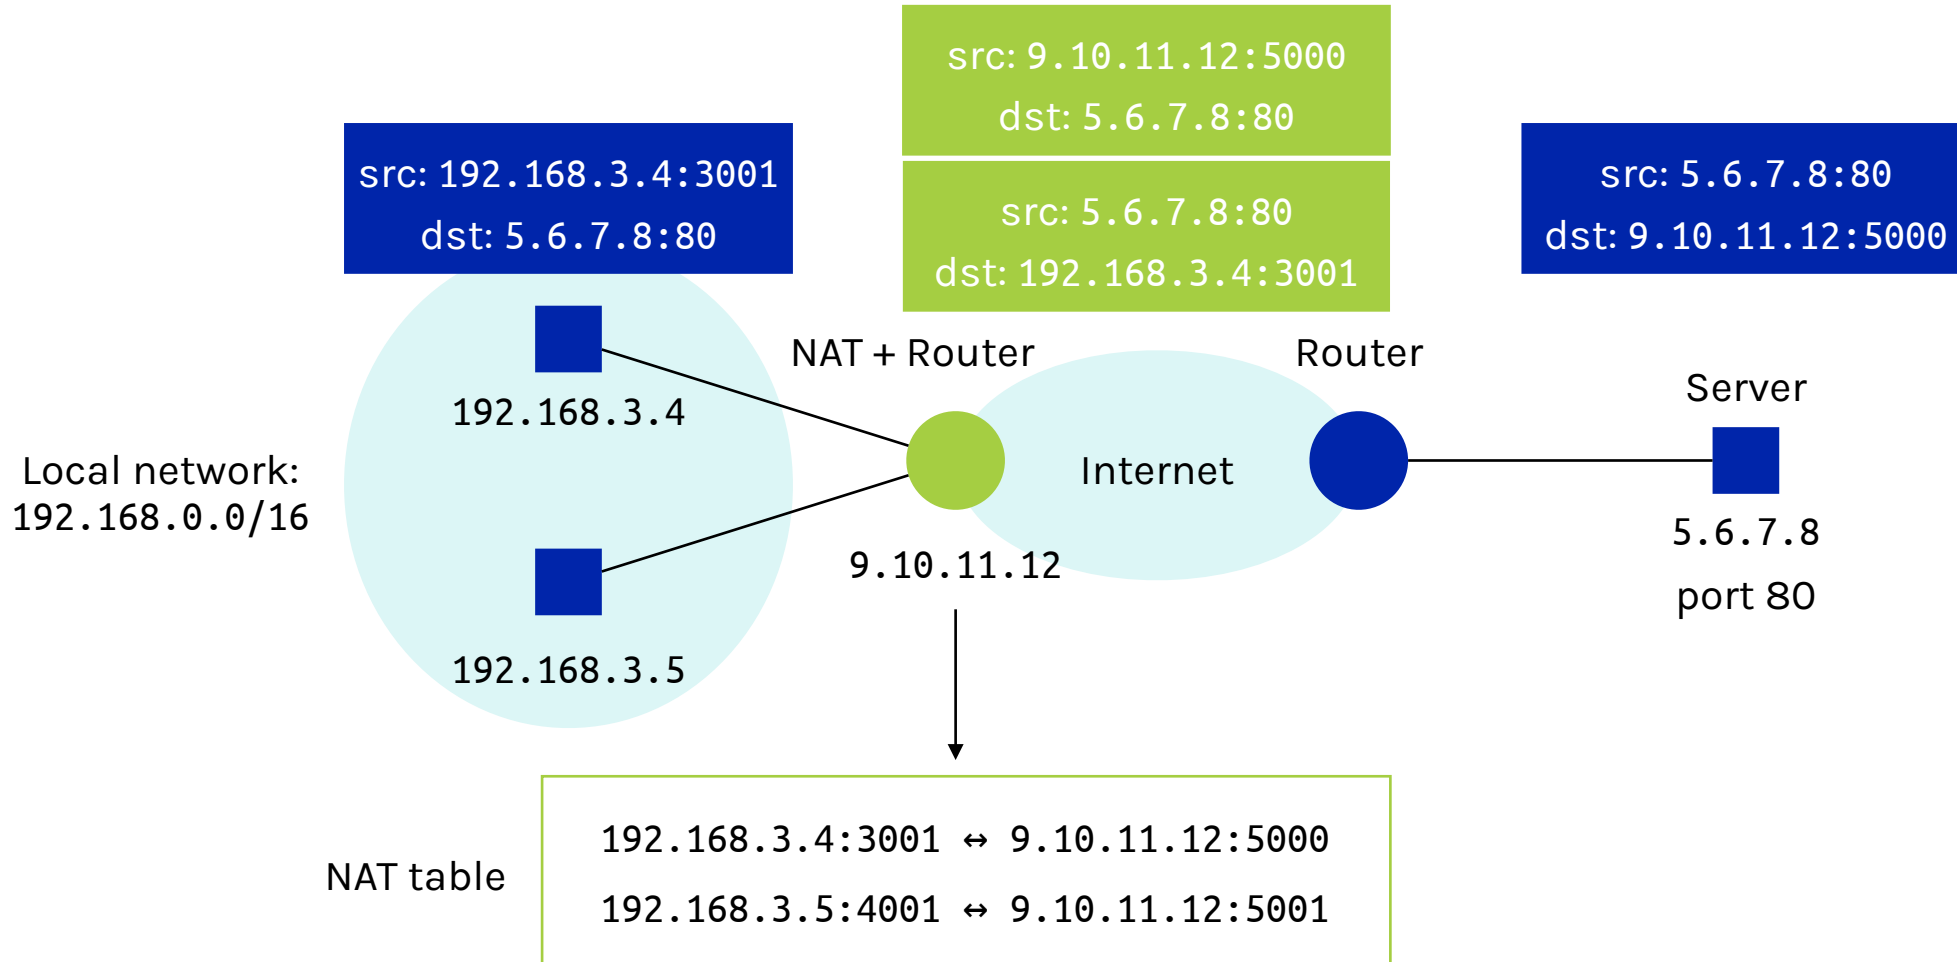 src: 9.10.11.12:5000
dst: 5.6.7.8:80
src: 192.168.3.4:3001
dst: 5.6.7.8:80
src: 5.6.7.8:80
dst: 192.168.3.4:3001
src: 5.6.7.8:80
dst: 9.10.11.12:5000
NAT + Router
Router
Server
192.168.3.4
Local network:
192.168.0.0/16
Internet
9.10.11.12
5.6.7.8
port 80
192.168.3.5
NAT table
192.168.3.4:3001 ↔ 9.10.11.12:5000
192.168.3.5:4001 ↔ 9.10.11.12:5001